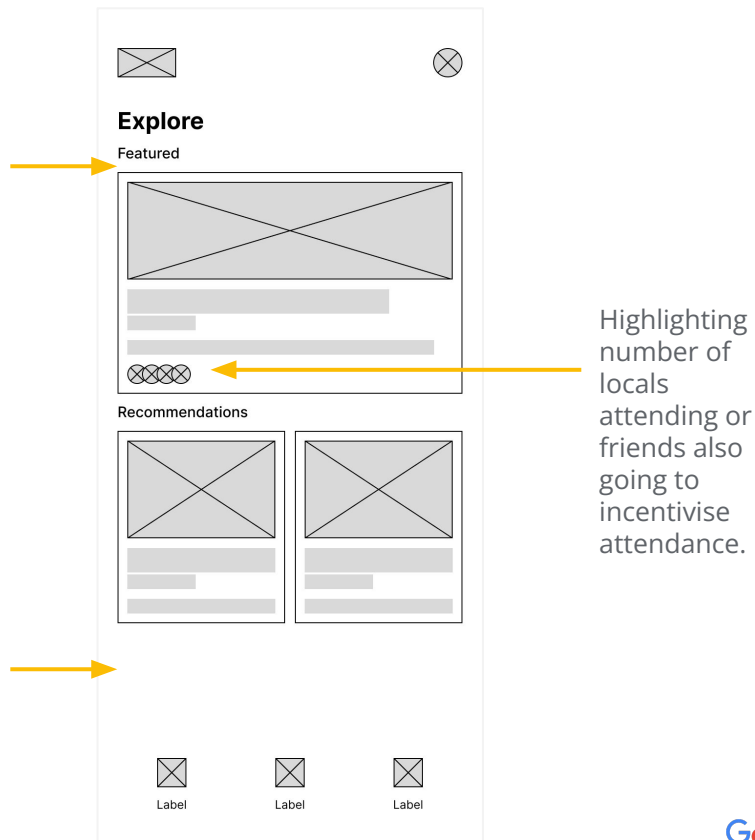 Explore
Featured
Highlighting
number of
locals
attending or
friends also
going to
incentivise
attendance.
Recommendations
Label
Label
Label